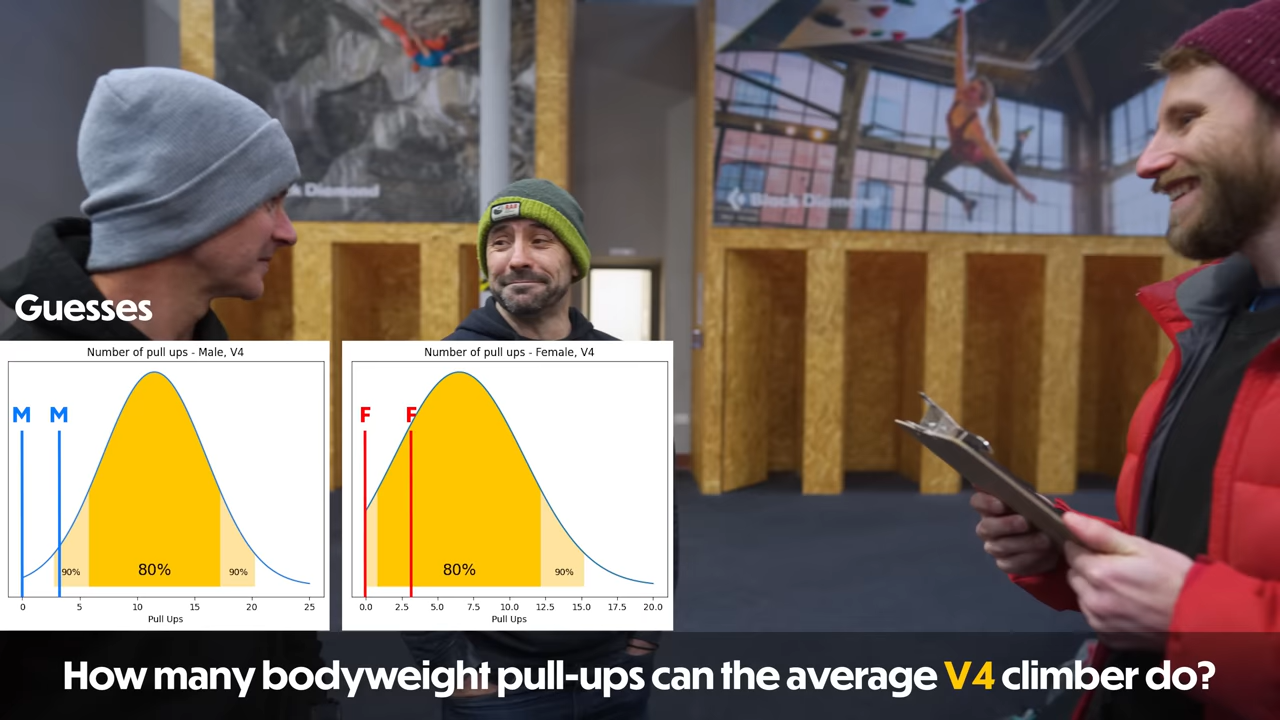 k Diamond
Black Diamond
RAB
Guesses
Number of pull ups - Male, V4
M M
90% 80% 90%
0 5 10 15 20 25
Pull Ups
Number of pull ups - Female, V4
F F
80% 90%
0.0 2.5 5.0 7.5 10.0 12.5 15.0 17.5 20.0
Pull Ups
How many bodyweight pull-ups can the average V4 climber do?